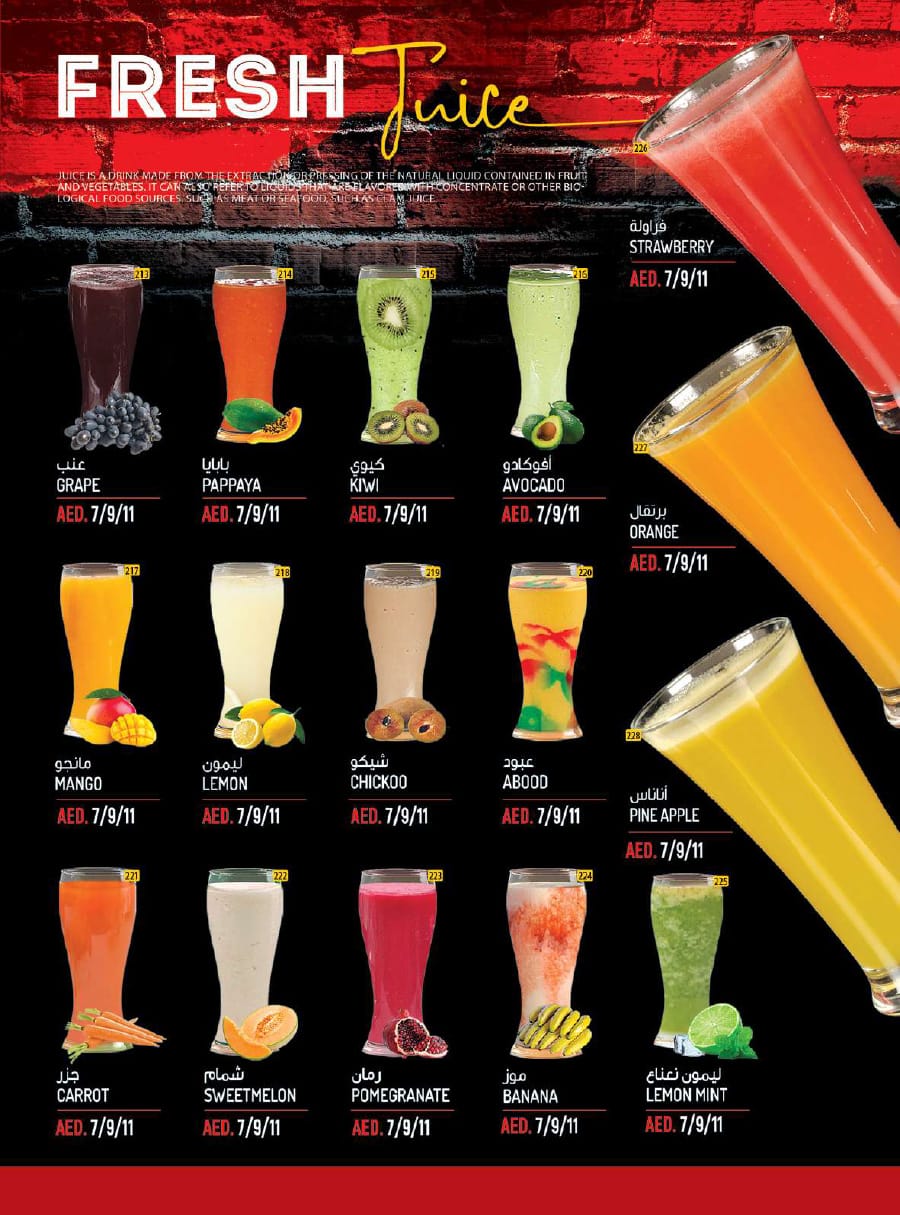 FRESH Juice
JUICE IS A DRINK MADE FROM THE EXTRACTION OR PRESSING OF THE NATURAL LIQUID CONTAINED IN FRUIT
AND VEGETABLES. IT CAN ALSO REFER TO LIQUIDS THAT ARE FLAVORED WITH CONCENTRATE OR OTHER BIO-
LOGICAL FOOD SOURCES, SUCH AS MEAT OR SEAFOOD, SUCH AS CLAM JUICE.
226
فراولة
STRAWBERRY
AED. 7/9/11
213
عنب
GRAPE
AED. 7/9/11
214
بابايا
PAPPAYA
AED. 7/9/11
215
كيوي
KIWI
AED. 7/9/11
216
أفوكادو
AVOCADO
AED. 7/9/11
227
برتقال
ORANGE
AED. 7/9/11
217
مانجو
MANGO
AED. 7/9/11
218
ليمون
LEMON
AED. 7/9/11
219
شيكو
CHICKOO
AED. 7/9/11
220
عبود
ABOOD
AED. 7/9/11
228
أناناس
PINE APPLE
AED. 7/9/11
221
جزر
CARROT
AED. 7/9/11
222
شمام
SWEETMELON
AED. 7/9/11
223
رمان
POMEGRANATE
AED. 7/9/11
224
موز
BANANA
AED. 7/9/11
225
ليمون نعناع
LEMON MINT
AED. 7/9/11